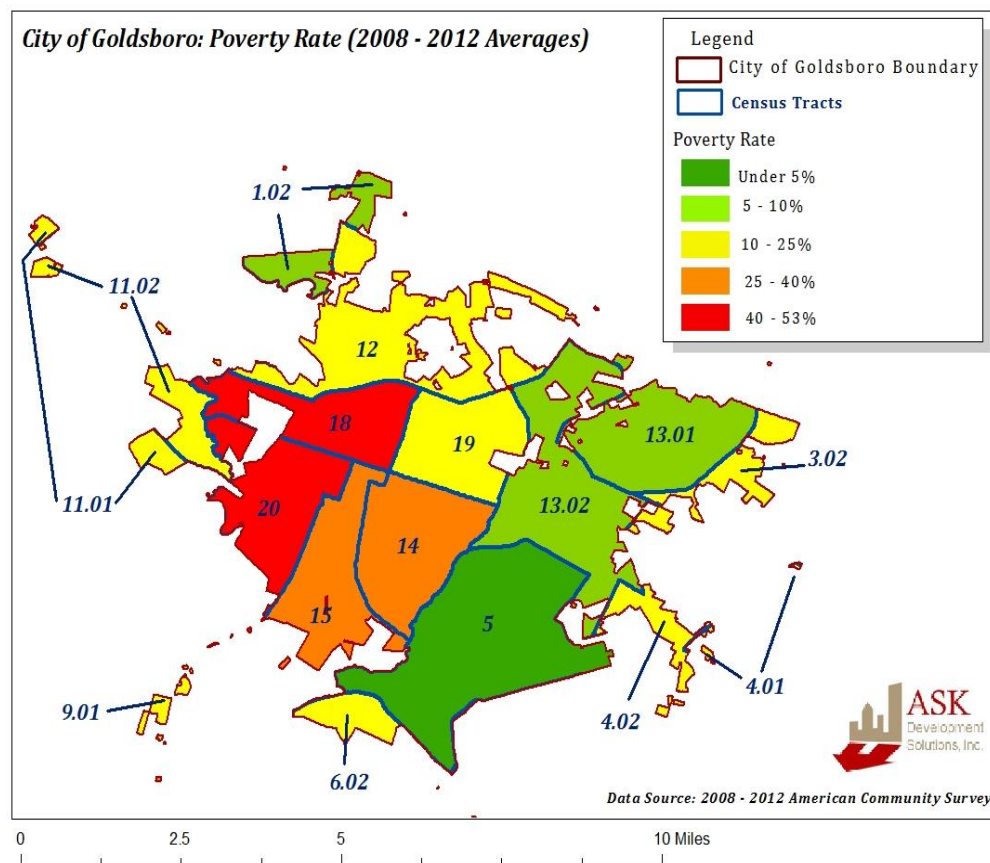 City of Goldsboro: Poverty Rate (2008 - 2012 Averages)
Legend
City of Goldsboro Boundary
Census Tracts
Poverty Rate
Under 5%
5 - 10%
10 - 25%
25 - 40%
40 - 53%
1.02
11.02
12
18
19
13.01
3.02
11.01
20
13.02
14
15
5
9.01
4.02
4.01
6.02
ASK
Development
Solutions, Inc.
Data Source: 2008 - 2012 American Community Survey
0 2.5 5 10 Miles